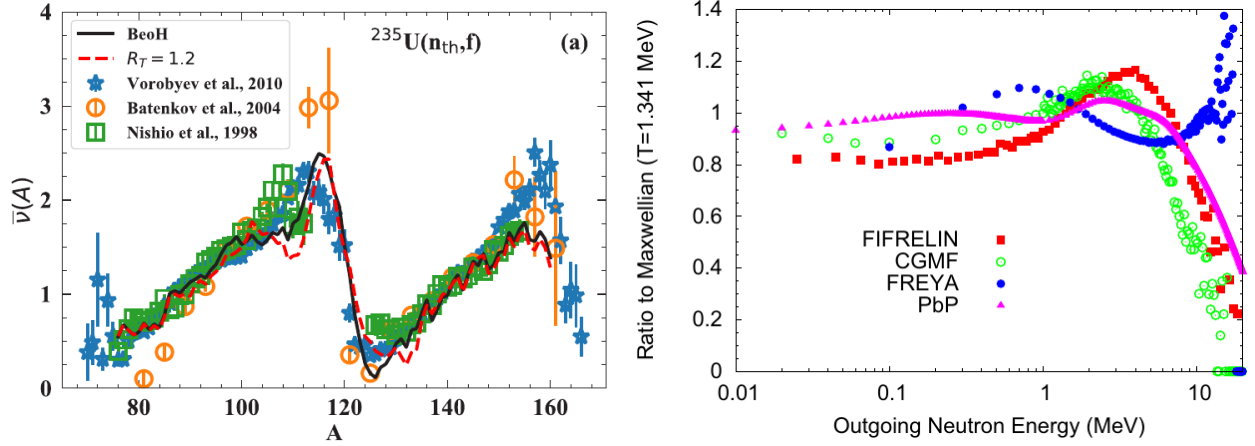 BeoH
R_T = 1.2
Vorobyev et al., 2010
Batenkov et al., 2004
Nishio et al., 1998
²³⁵U(n_th,f)
(a)
4
3
2
1
0
ν̄(A)
80
100
120
140
160
A
1.4
1.2
1
0.8
0.6
0.4
0.2
0
Ratio to Maxwellian (T=1.341 MeV)
FIFRELIN
CGMF
FREYA
PbP
0.01
0.1
1
10
Outgoing Neutron Energy (MeV)